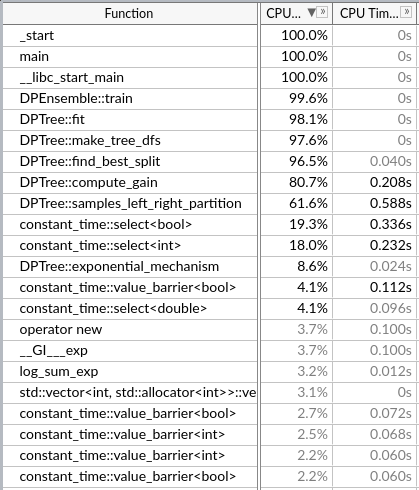 Function CPU... CPU Tim...
_start 100.0% 0s
main 100.0% 0s
__libc_start_main 100.0% 0s
DPEnsemble::train 99.6% 0s
DPTree::fit 98.1% 0s
DPTree::make_tree_dfs 97.6% 0s
DPTree::find_best_split 96.5% 0.040s
DPTree::compute_gain 80.7% 0.208s
DPTree::samples_left_right_partition 61.6% 0.588s
constant_time::select<bool> 19.3% 0.336s
constant_time::select<int> 18.0% 0.232s
DPTree::exponential_mechanism 8.6% 0.024s
constant_time::value_barrier<bool> 4.1% 0.112s
constant_time::select<double> 4.1% 0.096s
operator new 3.7% 0.100s
__GI___exp 3.7% 0.100s
log_sum_exp 3.2% 0.012s
std::vector<int, std::allocator<int>>::ve 3.1% 0s
constant_time::value_barrier<bool> 2.7% 0.072s
constant_time::value_barrier<int> 2.5% 0.068s
constant_time::value_barrier<int> 2.2% 0.060s
constant_time::value_barrier<bool> 2.2% 0.060s